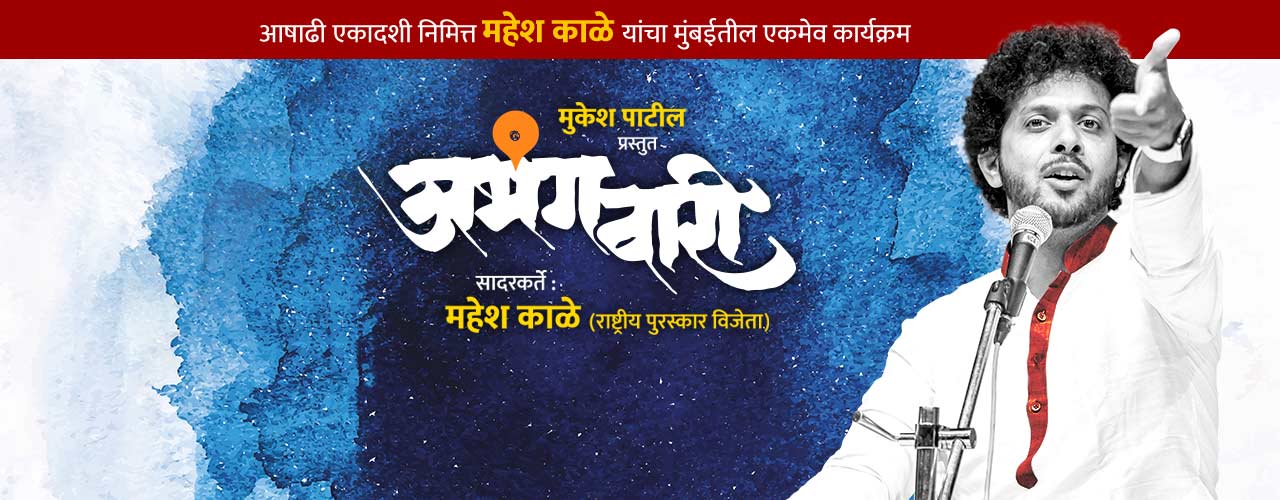 आषाढी एकादशी निमित्त महेश काळे यांचा मुंबईतील एकमेव कार्यक्रम
मुकेश पाटील
प्रस्तुत
अभंगवारी
सादरकर्ते :
महेश काळे (राष्ट्रीय पुरस्कार विजेता)